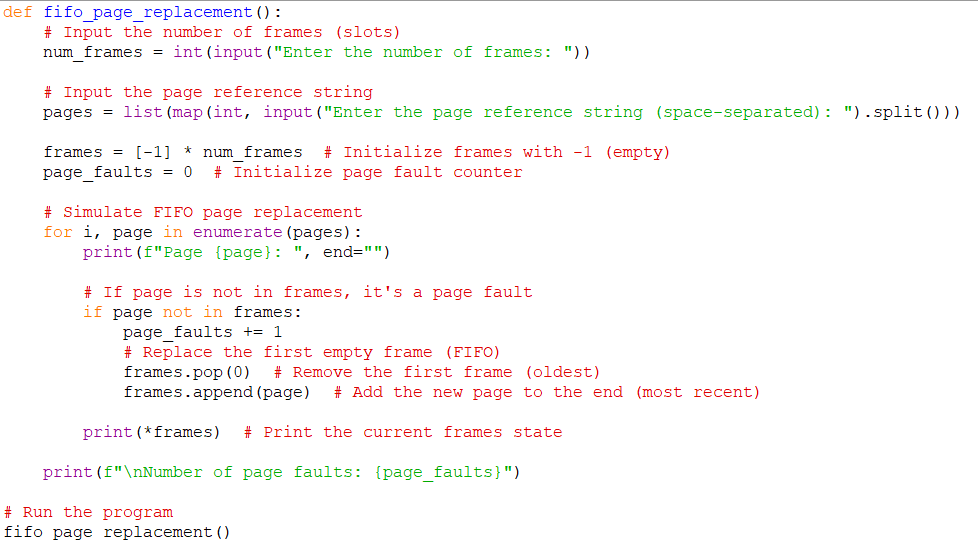 def fifo_page_replacement():
    # Input the number of frames (slots)
    num_frames = int(input("Enter the number of frames: "))

    # Input the page reference string
    pages = list(map(int, input("Enter the page reference string (space-separated): ").split()))

    frames = [-1] * num_frames  # Initialize frames with -1 (empty)
    page_faults = 0  # Initialize page fault counter

    # Simulate FIFO page replacement
    for i, page in enumerate(pages):
        print(f"Page {page}: ", end="")

        # If page is not in frames, it's a page fault
        if page not in frames:
            page_faults += 1
            # Replace the first empty frame (FIFO)
            frames.pop(0)  # Remove the first frame (oldest)
            frames.append(page)  # Add the new page to the end (most recent)

        print(*frames)  # Print the current frames state

    print(f"\nNumber of page faults: {page_faults}")

# Run the program
fifo_page_replacement()